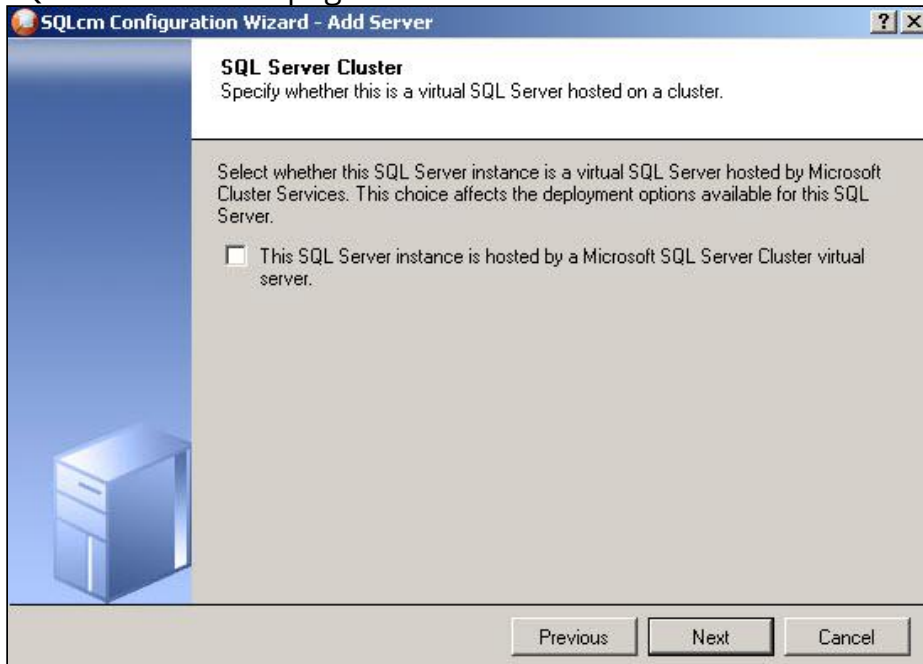 SQLcm Configuration Wizard - Add Server
SQL Server Cluster
Specify whether this is a virtual SQL Server hosted on a cluster.
Select whether this SQL Server instance is a virtual SQL Server hosted by Microsoft
Cluster Services. This choice affects the deployment options available for this SQL
Server.
This SQL Server instance is hosted by a Microsoft SQL Server Cluster virtual
server.
Previous Next Cancel